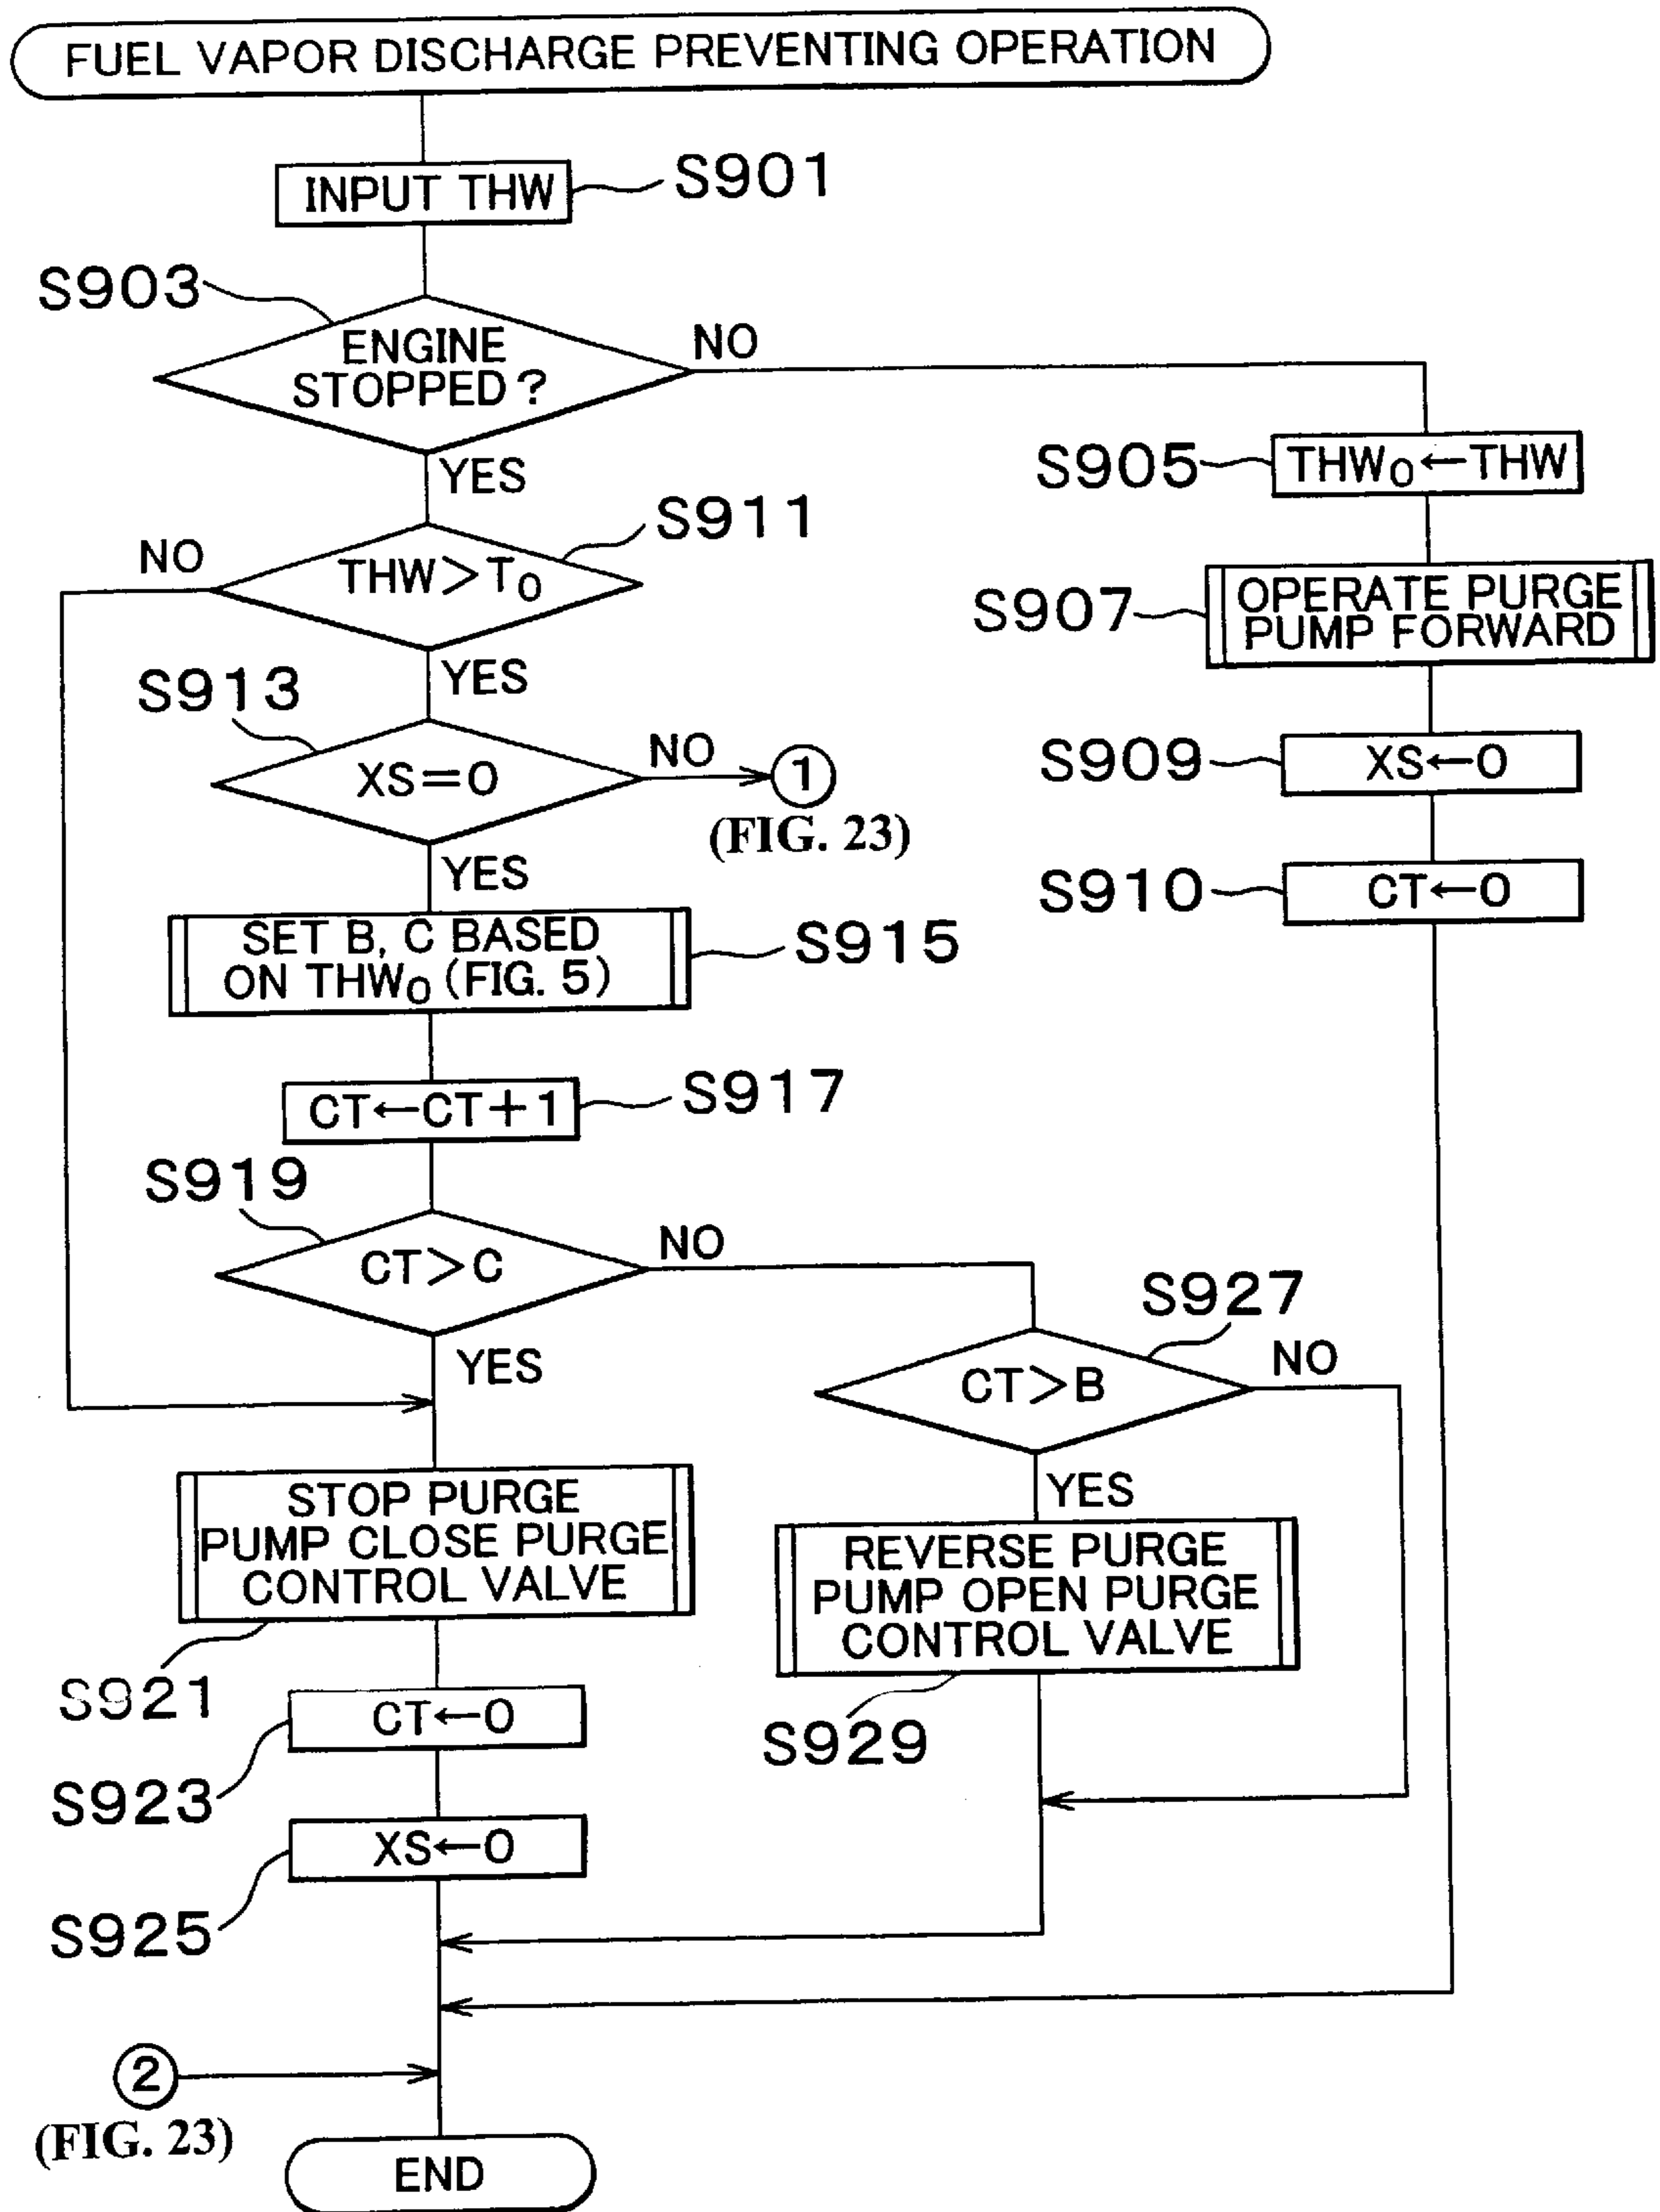 FUEL VAPOR DISCHARGE PREVENTING OPERATION
INPUT THW
S901
S903
ENGINE
STOPPED?
NO
YES
S905
THW0←THW
S907
OPERATE PURGE
PUMP FORWARD
S909
XS←0
S910
CT←0
S911
THW>T0
NO
YES
S913
XS=0
NO
1
(FIG. 23)
YES
SET B, C BASED
ON THW0 (FIG. 5)
S915
CT←CT+1
S917
S919
CT>C
NO
YES
S927
CT>B
NO
YES
STOP PURGE
PUMP CLOSE PURGE
CONTROL VALVE
S921
REVERSE PURGE
PUMP OPEN PURGE
CONTROL VALVE
S929
CT←0
S923
XS←0
S925
2
(FIG. 23)
END